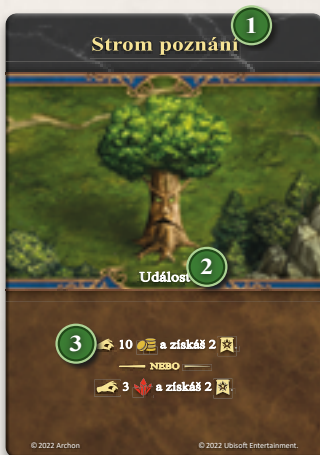 1
Strom poznání
Událost 2
3 10 a získáš 2
NEBO
3 a získáš 2
© 2022 Archon © 2022 Ubisoft Entertainment.